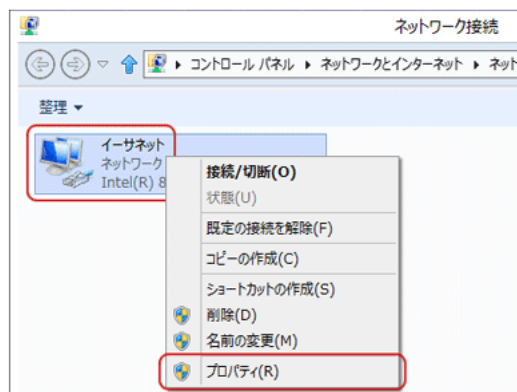 ネットワーク接続
コントロール パネル ▸ ネットワークとインターネット ▸ ネット
整理
イーサネット
ネットワーク
Intel(R) 8
接続/切断(O)
状態(U)
既定の接続を解除(F)
コピーの作成(C)
ショートカットの作成(S)
削除(D)
名前の変更(M)
プロパティ(R)